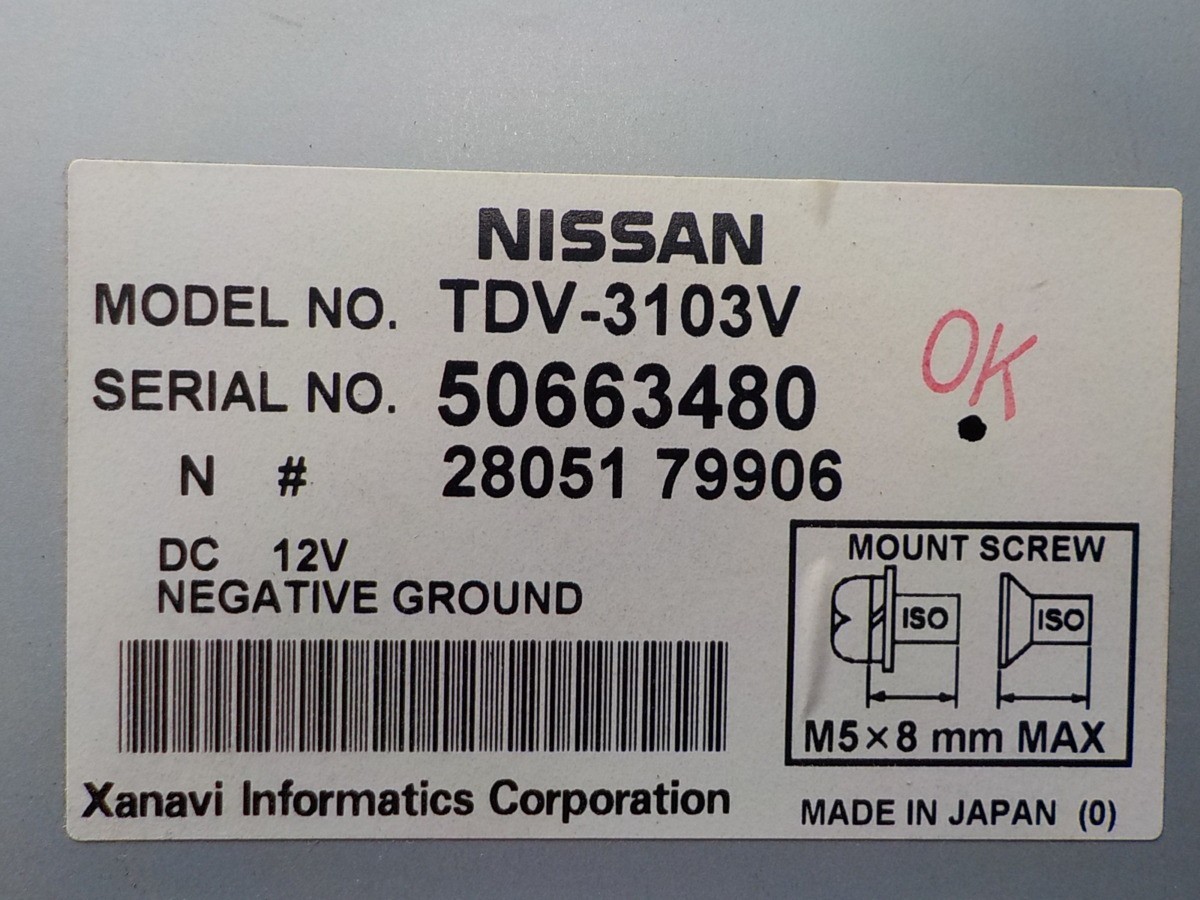 NISSAN
MODEL NO. TDV-3103V
SERIAL NO. 50663480
OK
N # 28051 79906
DC 12V
NEGATIVE GROUND
MOUNT SCREW
ISO ISO
M5×8 mm MAX
Xanavi Informatics Corporation
MADE IN JAPAN (0)